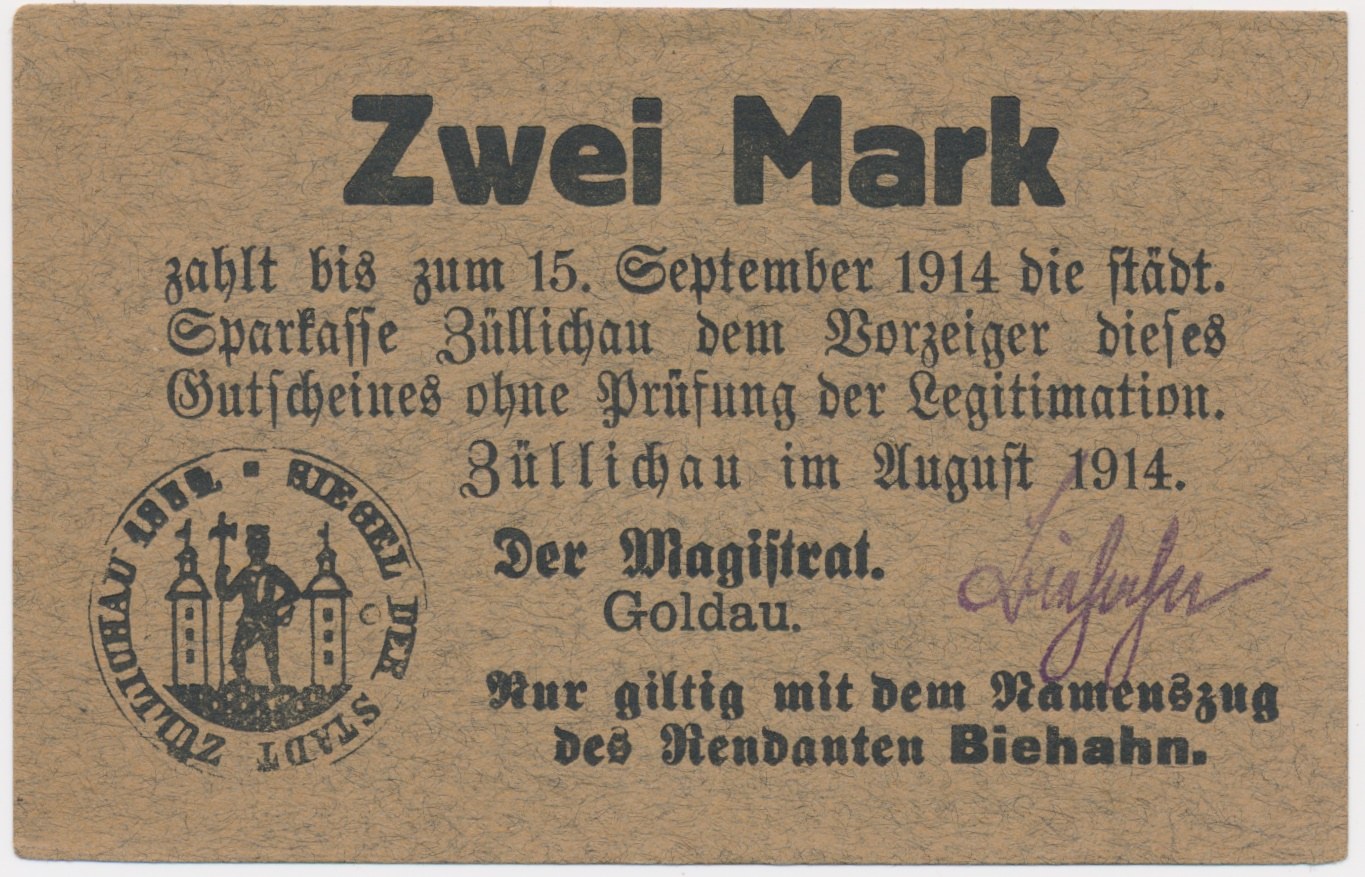 Zwei Mark
zahlt bis zum 15. September 1914 die städt.
Sparkasse Züllichau dem Vorzeiger dieses
Gutscheines ohne Prüfung der Legitimation.
Züllichau im August 1914.
Der Magistrat.
Goldau.
Biehahn
Nur giltig mit dem Namenszug
des Rendanten Biehahn.
SIEGEL DER STADT ZÜLLICHAU